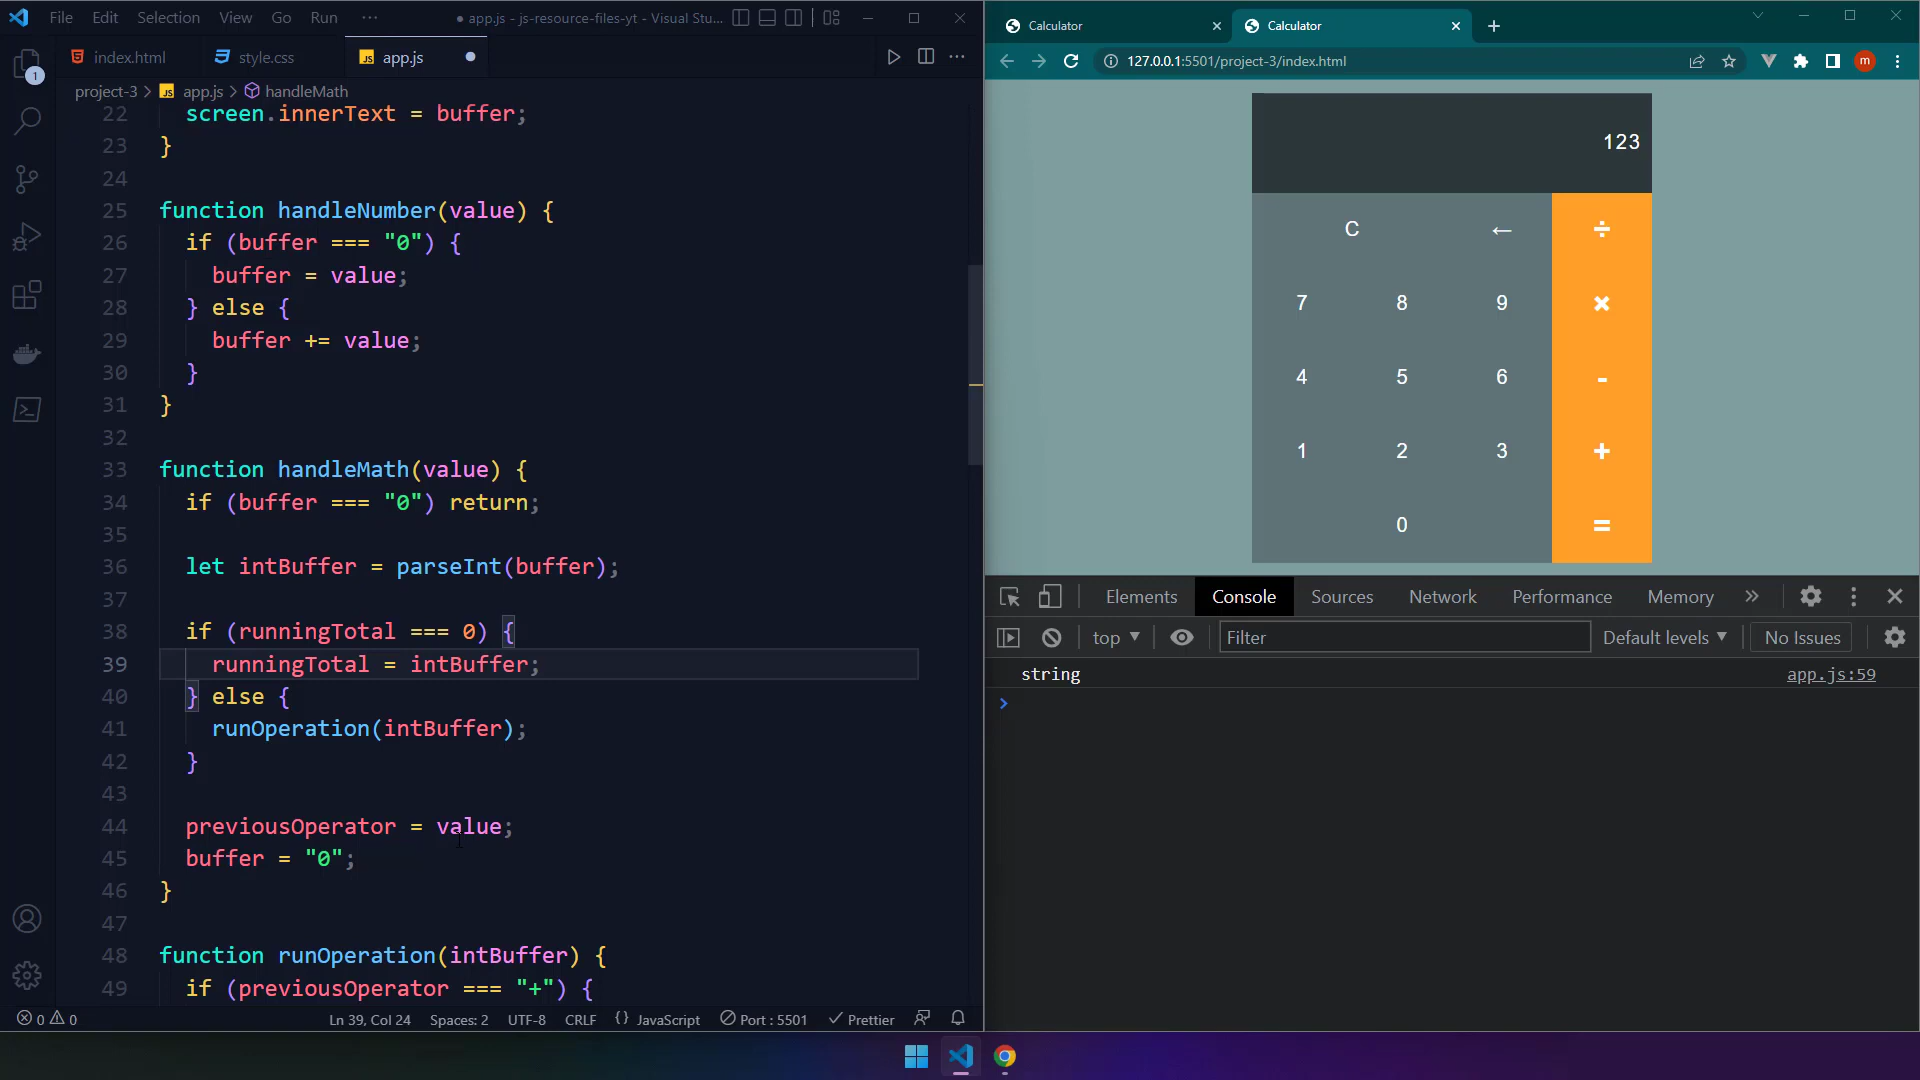 File Edit Selection View Go Run ··· ● app.js - js-resource-files-yt - Visual Stu...
index.html style.css JS app.js
project-3 > JS app.js > handleMath
1
22 screen.innerText = buffer;
23 }
24
25 function handleNumber(value) {
26 if (buffer === "0") {
27 buffer = value;
28 } else {
29 buffer += value;
30 }
31 }
32
33 function handleMath(value) {
34 if (buffer === "0") return;
35
36 let intBuffer = parseInt(buffer);
37
38 if (runningTotal === 0) {
39 runningTotal = intBuffer;
40 } else {
41 runOperation(intBuffer);
42 }
43
44 previousOperator = value;
45 buffer = "0";
46 }
47
48 function runOperation(intBuffer) {
49 if (previousOperator === "+") {
0 0 Ln 39, Col 24 Spaces: 2 UTF-8 CRLF {} JavaScript Port : 5501 Prettier
Calculator Calculator
127.0.0.1:5501/project-3/index.html m
123
C ← ÷
7 8 9 ×
4 5 6 -
1 2 3 +
0 =
Elements Console Sources Network Performance Memory »
top Filter Default levels No Issues
string app.js:59
>